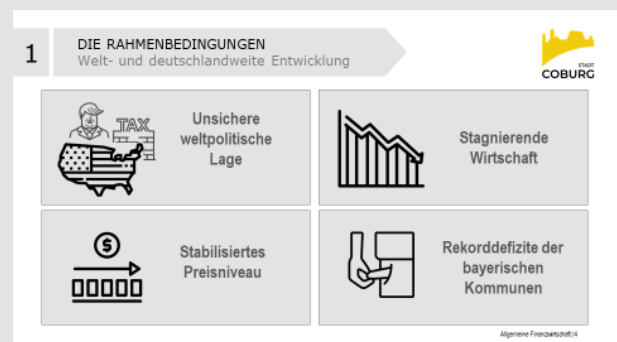 1
DIE RAHMENBEDINGUNGEN
Welt- und deutschlandweite Entwicklung
STADT
COBURG
TAX
Unsichere
weltpolitische
Lage
Stagnierende
Wirtschaft
$
Stabilisiertes
Preisniveau
Rekorddefizite der
bayerischen
Kommunen
Allgemeine Finanzwirtschaft|4